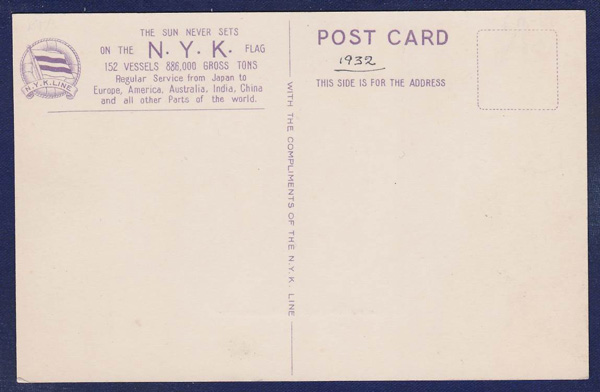 THE SUN NEVER SETS
ON THE N.Y.K. FLAG
152 VESSELS 886,000 GROSS TONS
Regular Service from Japan to
Europe, America, Australia, India, China
and all other Parts of the world.
N.Y.K. LINE
WITH THE COMPLIMENTS OF THE N.Y.K. LINE
POST CARD
1932
THIS SIDE IS FOR THE ADDRESS